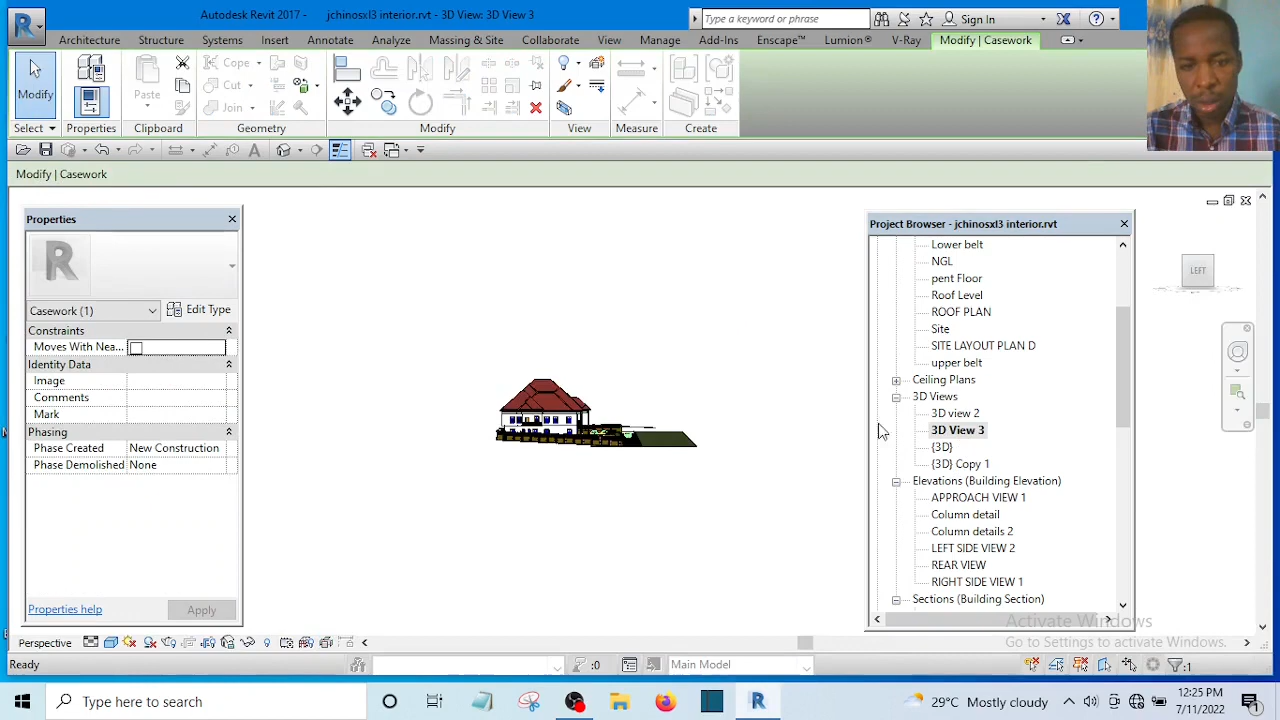 Autodesk Revit 2017 - jchinosxl3 interior.rvt - 3D View: 3D View 3
Type a keyword or phrase
Sign In
Architecture Structure Systems Insert Annotate Analyze Massing & Site Collaborate View Manage Add-Ins Enscape™ Lumion® V-Ray Modify | Casework
Modify
Paste
Cope
Cut
Join
Select Properties Clipboard Geometry Modify View Measure Create
Modify | Casework
Properties
Casework (1)
Edit Type
Constraints
Moves With Nea...
Identity Data
Image
Comments
Mark
Phasing
Phase Created New Construction
Phase Demolished None
Properties help
Apply
Project Browser - jchinosxl3 interior.rvt
Lower belt
NGL
pent Floor
Roof Level
ROOF PLAN
Site
SITE LAYOUT PLAN D
upper belt
Ceiling Plans
3D Views
3D view 2
3D View 3
{3D}
{3D} Copy 1
Elevations (Building Elevation)
APPROACH VIEW 1
Column detail
Column details 2
LEFT SIDE VIEW 2
REAR VIEW
RIGHT SIDE VIEW 1
Sections (Building Section)
LEFT
Activate Windows
Go to Settings to activate Windows.
Perspective
Ready
:0
Main Model
:1
Type here to search
29°C Mostly cloudy
12:25 PM
7/11/2022
1